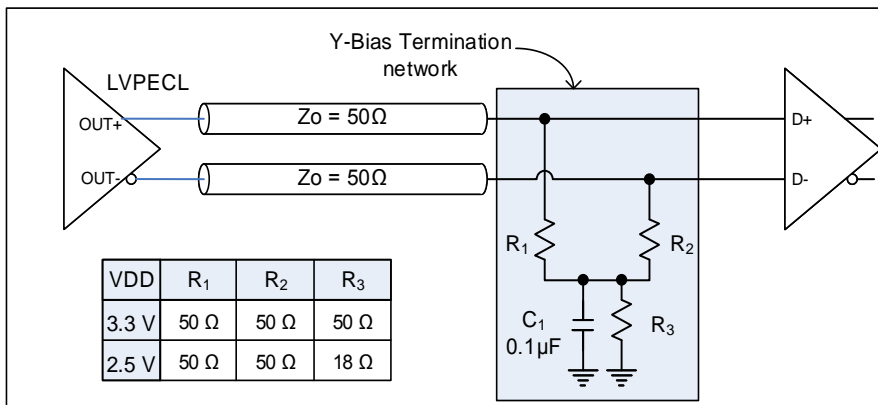 Y-Bias Termination
network
LVPECL
OUT+
OUT-
Zo = 50Ω
Zo = 50Ω
D+
D-
R1
R2
C1
0.1µF
R3
VDD R1 R2 R3
3.3 V 50 Ω 50 Ω 50 Ω
2.5 V 50 Ω 50 Ω 18 Ω